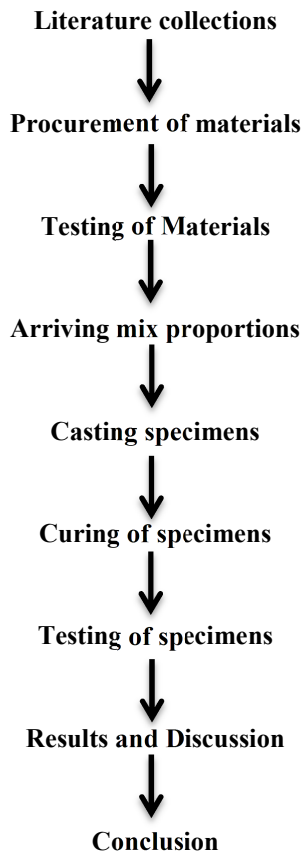 Literature collections
Procurement of materials
Testing of Materials
Arriving mix proportions
Casting specimens
Curing of specimens
Testing of specimens
Results and Discussion
Conclusion